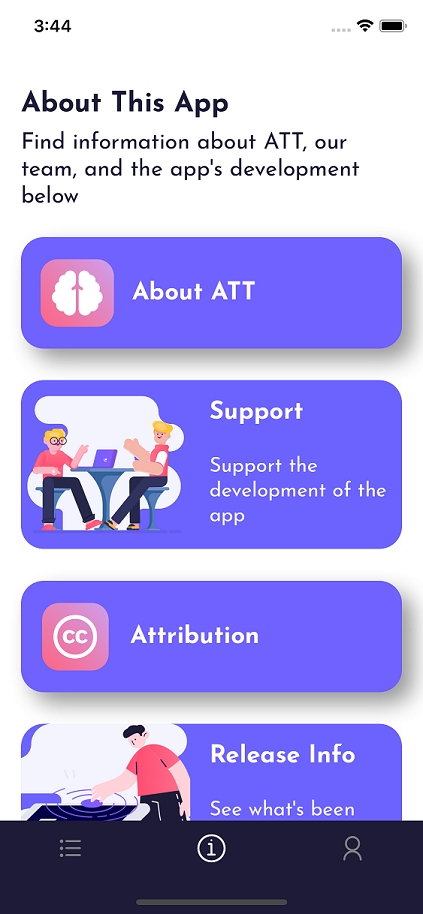 3:44
About This App
Find information about ATT, our
team, and the app's development
below
About ATT
Support
Support the
development of the
app
CC
Attribution
Release Info
See what's been